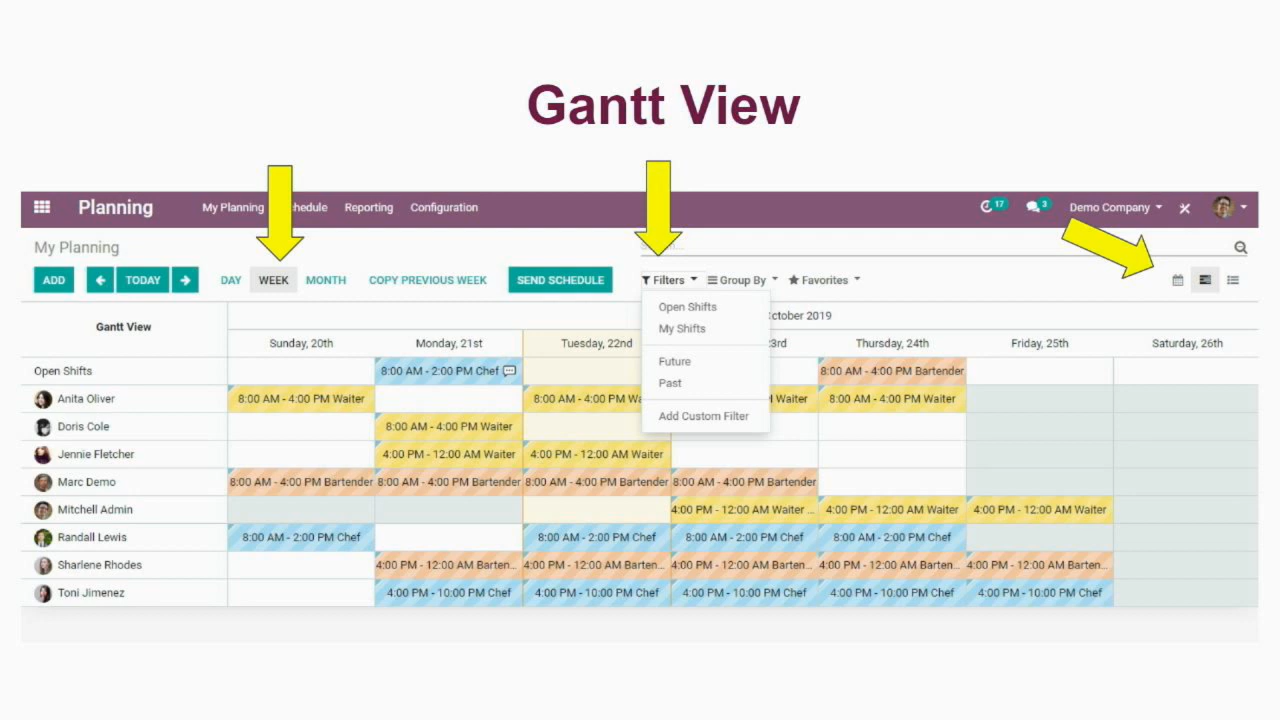 Gantt View
Planning My Planning Reporting Configuration 17 3 Demo Company
My Planning
ADD TODAY DAY WEEK MONTH COPY PREVIOUS WEEK SEND SCHEDULE Filters Group By Favorites
Open Shifts
My Shifts
Future
Past
Add Custom Filter
Gantt View 2019
Sunday, 20th Monday, 21st Tuesday, 22nd Thursday, 24th Friday, 25th Saturday, 26th
Open Shifts 8:00 AM - 2:00 PM Chef 8:00 AM - 4:00 PM Bartender
Anita Oliver 8:00 AM - 4:00 PM Waiter 8:00 AM - 4:00 PM Waiter 8:00 AM - 4:00 PM Waiter
Doris Cole 8:00 AM - 4:00 PM Waiter
Jennie Fletcher 4:00 PM - 12:00 AM Waiter 4:00 PM - 12:00 AM Waiter
Marc Demo 8:00 AM - 4:00 PM Bartender 8:00 AM - 4:00 PM Bartender 8:00 AM - 4:00 PM Bartender 8:00 AM - 4:00 PM Bartender
Mitchell Admin 4:00 PM - 12:00 AM Waiter ... 4:00 PM - 12:00 AM Waiter 4:00 PM - 12:00 AM Waiter
Randall Lewis 8:00 AM - 2:00 PM Chef 8:00 AM - 2:00 PM Chef 8:00 AM - 2:00 PM Chef 8:00 AM - 2:00 PM Chef
Sharlene Rhodes 4:00 PM - 12:00 AM Barten... 4:00 PM - 12:00 AM Barten... 4:00 PM - 12:00 AM Barten... 4:00 PM - 12:00 AM Barten... 4:00 PM - 12:00 AM Barten...
Toni Jimenez 4:00 PM - 10:00 PM Chef 4:00 PM - 10:00 PM Chef 4:00 PM - 10:00 PM Chef 4:00 PM - 10:00 PM Chef 4:00 PM - 10:00 PM Chef